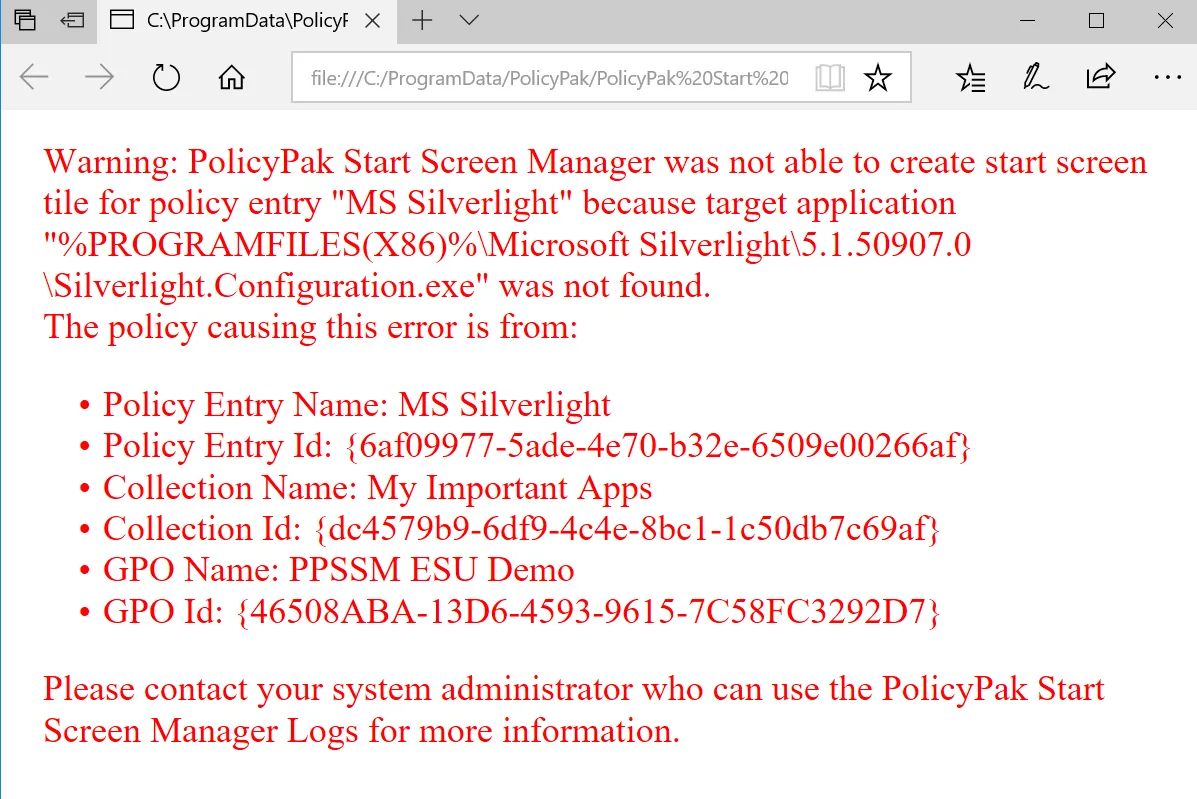 C:\ProgramData\PolicyP
file:///C:/ProgramData/PolicyPak/PolicyPak%20Start%20
Warning: PolicyPak Start Screen Manager was not able to create start screen
tile for policy entry "MS Silverlight" because target application
"%PROGRAMFILES(X86)%\Microsoft Silverlight\5.1.50907.0
\Silverlight.Configuration.exe" was not found.
The policy causing this error is from:
• Policy Entry Name: MS Silverlight
• Policy Entry Id: {6af09977-5ade-4e70-b32e-6509e00266af}
• Collection Name: My Important Apps
• Collection Id: {dc4579b9-6df9-4c4e-8bc1-1c50db7c69af}
• GPO Name: PPSSM ESU Demo
• GPO Id: {46508ABA-13D6-4593-9615-7C58FC3292D7}
Please contact your system administrator who can use the PolicyPak Start
Screen Manager Logs for more information.